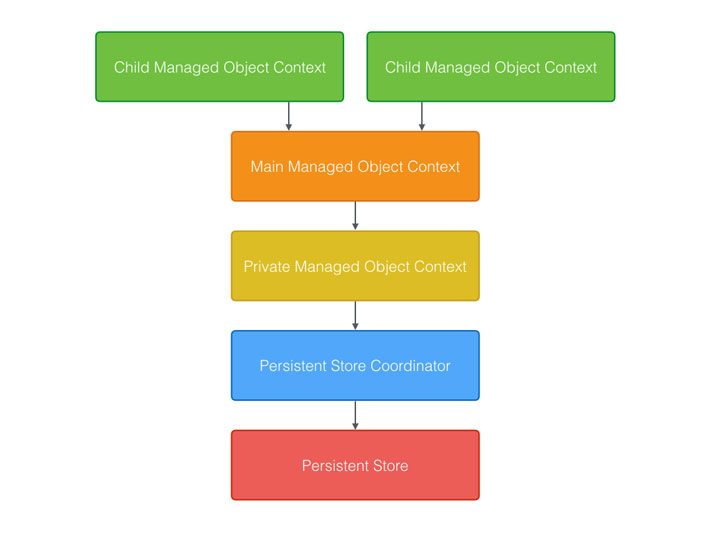 Child Managed Object Context
Child Managed Object Context
Main Managed Object Context
Private Managed Object Context
Persistent Store Coordinator
Persistent Store